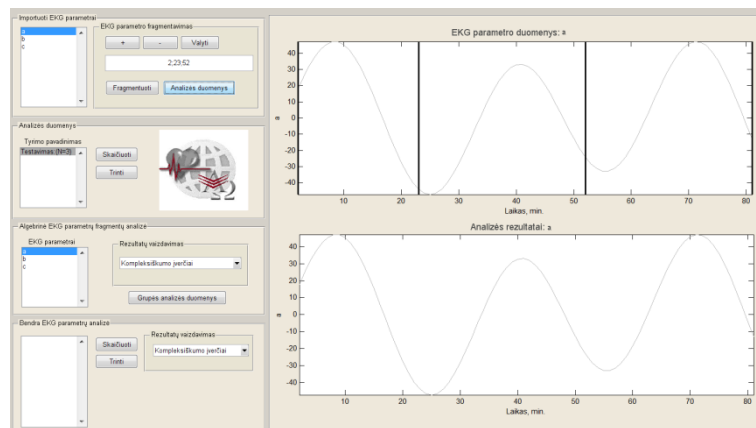 Importuoti EKG parametrai
a
b
c
EKG parametro fragmentavimas
+
-
Valyti
2;23;52
Fragmentuoti
Analizės duomenys
Analizės duomenys
Tyrimo pavadinimas
Testavimas (N=3)
Skaičiuoti
Trinti
ΑΩ
Algebrinė EKG parametrų fragmentų analizė
EKG parametrai
a
b
c
Rezultatų vaizdavimas
Kompleksiškumo įverčiai
Grupės analizės duomenys
Bendra EKG parametrų analizė
Skaičiuoti
Trinti
Rezultatų vaizdavimas
Kompleksiškumo įverčiai
EKG parametro duomenys: a
40
30
20
10
0
-10
-20
-30
-40
a
10 20 30 40 50 60 70 80
Laikas, min.
Analizės rezultatai: a
40
30
20
10
0
-10
-20
-30
-40
a
10 20 30 40 50 60 70 80
Laikas, min.